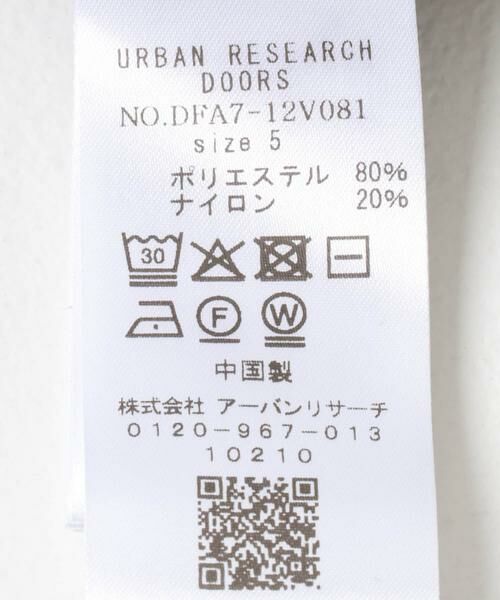 URBAN RESEARCH
DOORS
NO.DFA7-12V081
size 5
ポリエステル 80%
ナイロン 20%
30
F W
中国製
株式会社 アーバンリサーチ
0120-967-013
10210